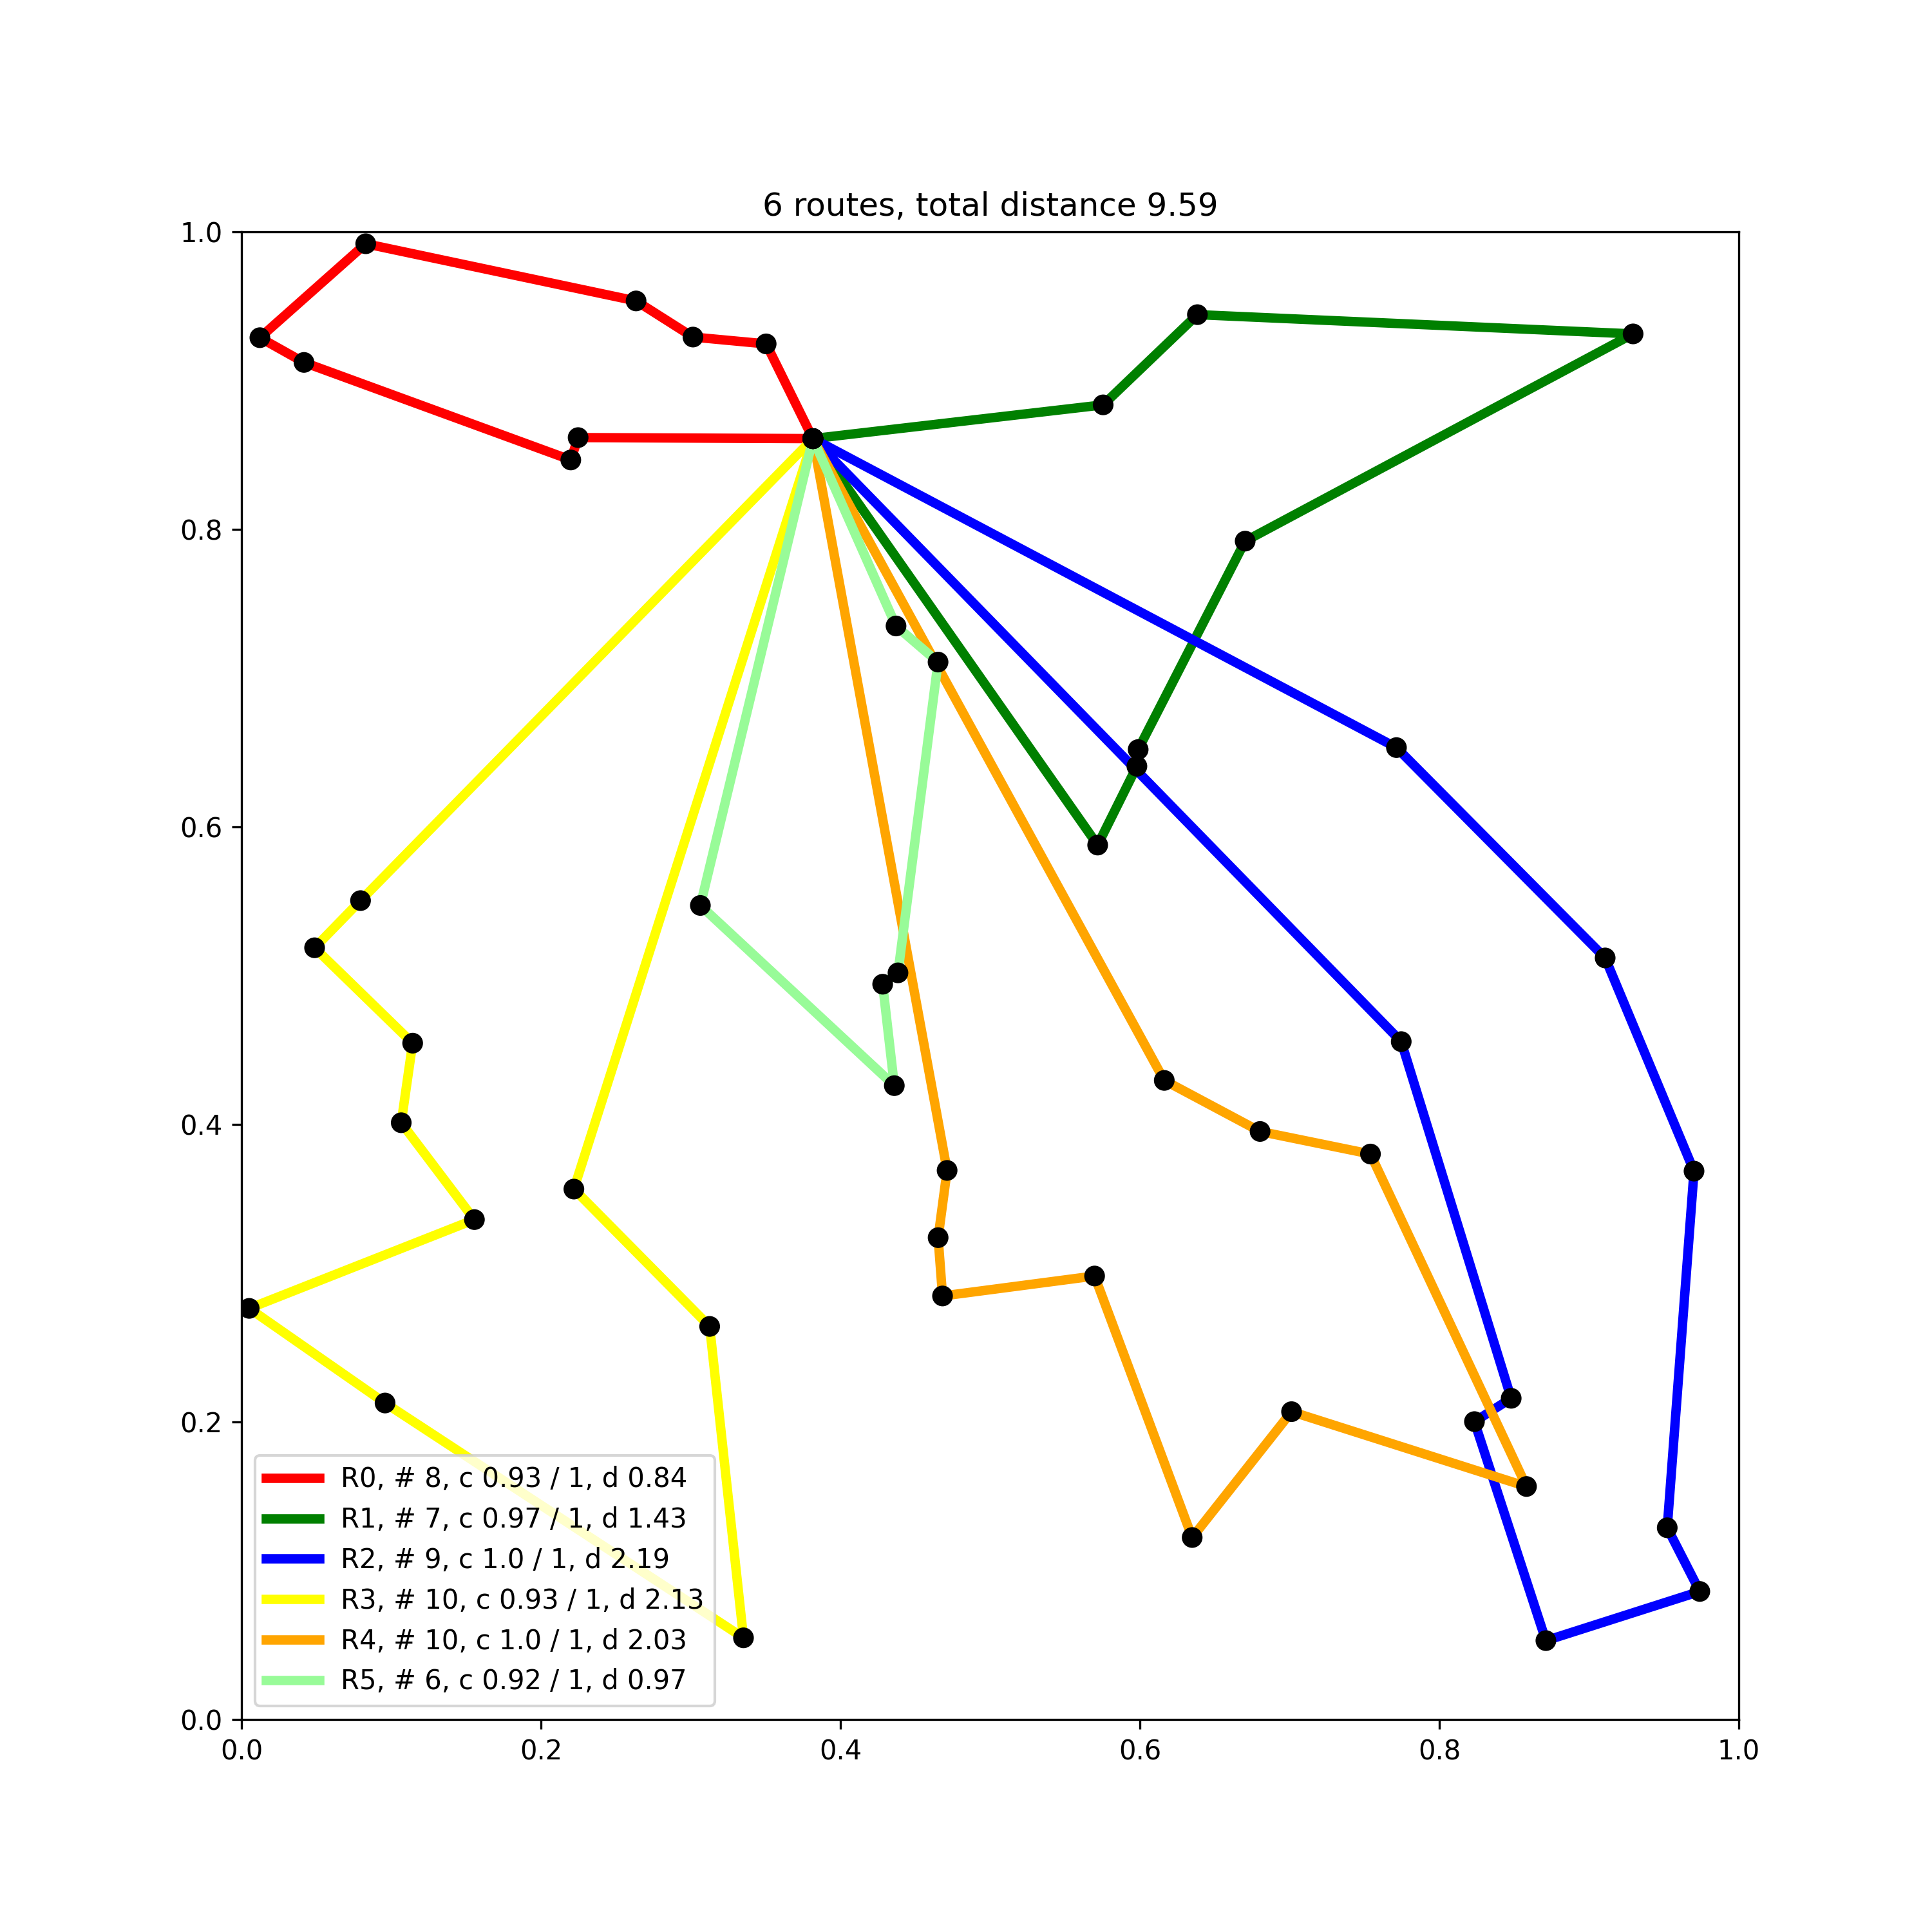 6 routes, total distance 9.59
1.0
0.8
0.6
0.4
0.2
0.0
R0, # 8, c 0.93 / 1, d 0.84
R1, # 7, c 0.97 / 1, d 1.43
R2, # 9, c 1.0 / 1, d 2.19
R3, # 10, c 0.93 / 1, d 2.13
R4, # 10, c 1.0 / 1, d 2.03
R5, # 6, c 0.92 / 1, d 0.97
0.0 0.2 0.4 0.6 0.8 1.0